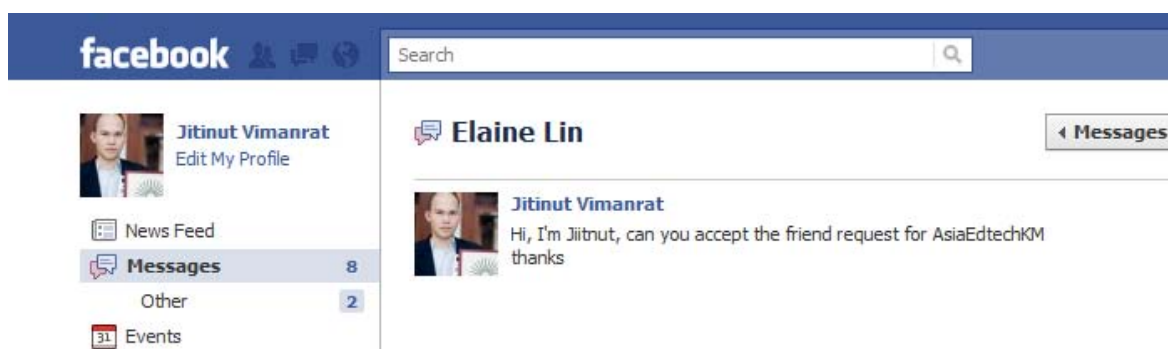 facebook
Search
Jitinut Vimanrat
Edit My Profile
News Feed
Messages 8
Other 2
31 Events
Elaine Lin
Messages
Jitinut Vimanrat
Hi, I'm Jiitnut, can you accept the friend request for AsiaEdtechKM
thanks